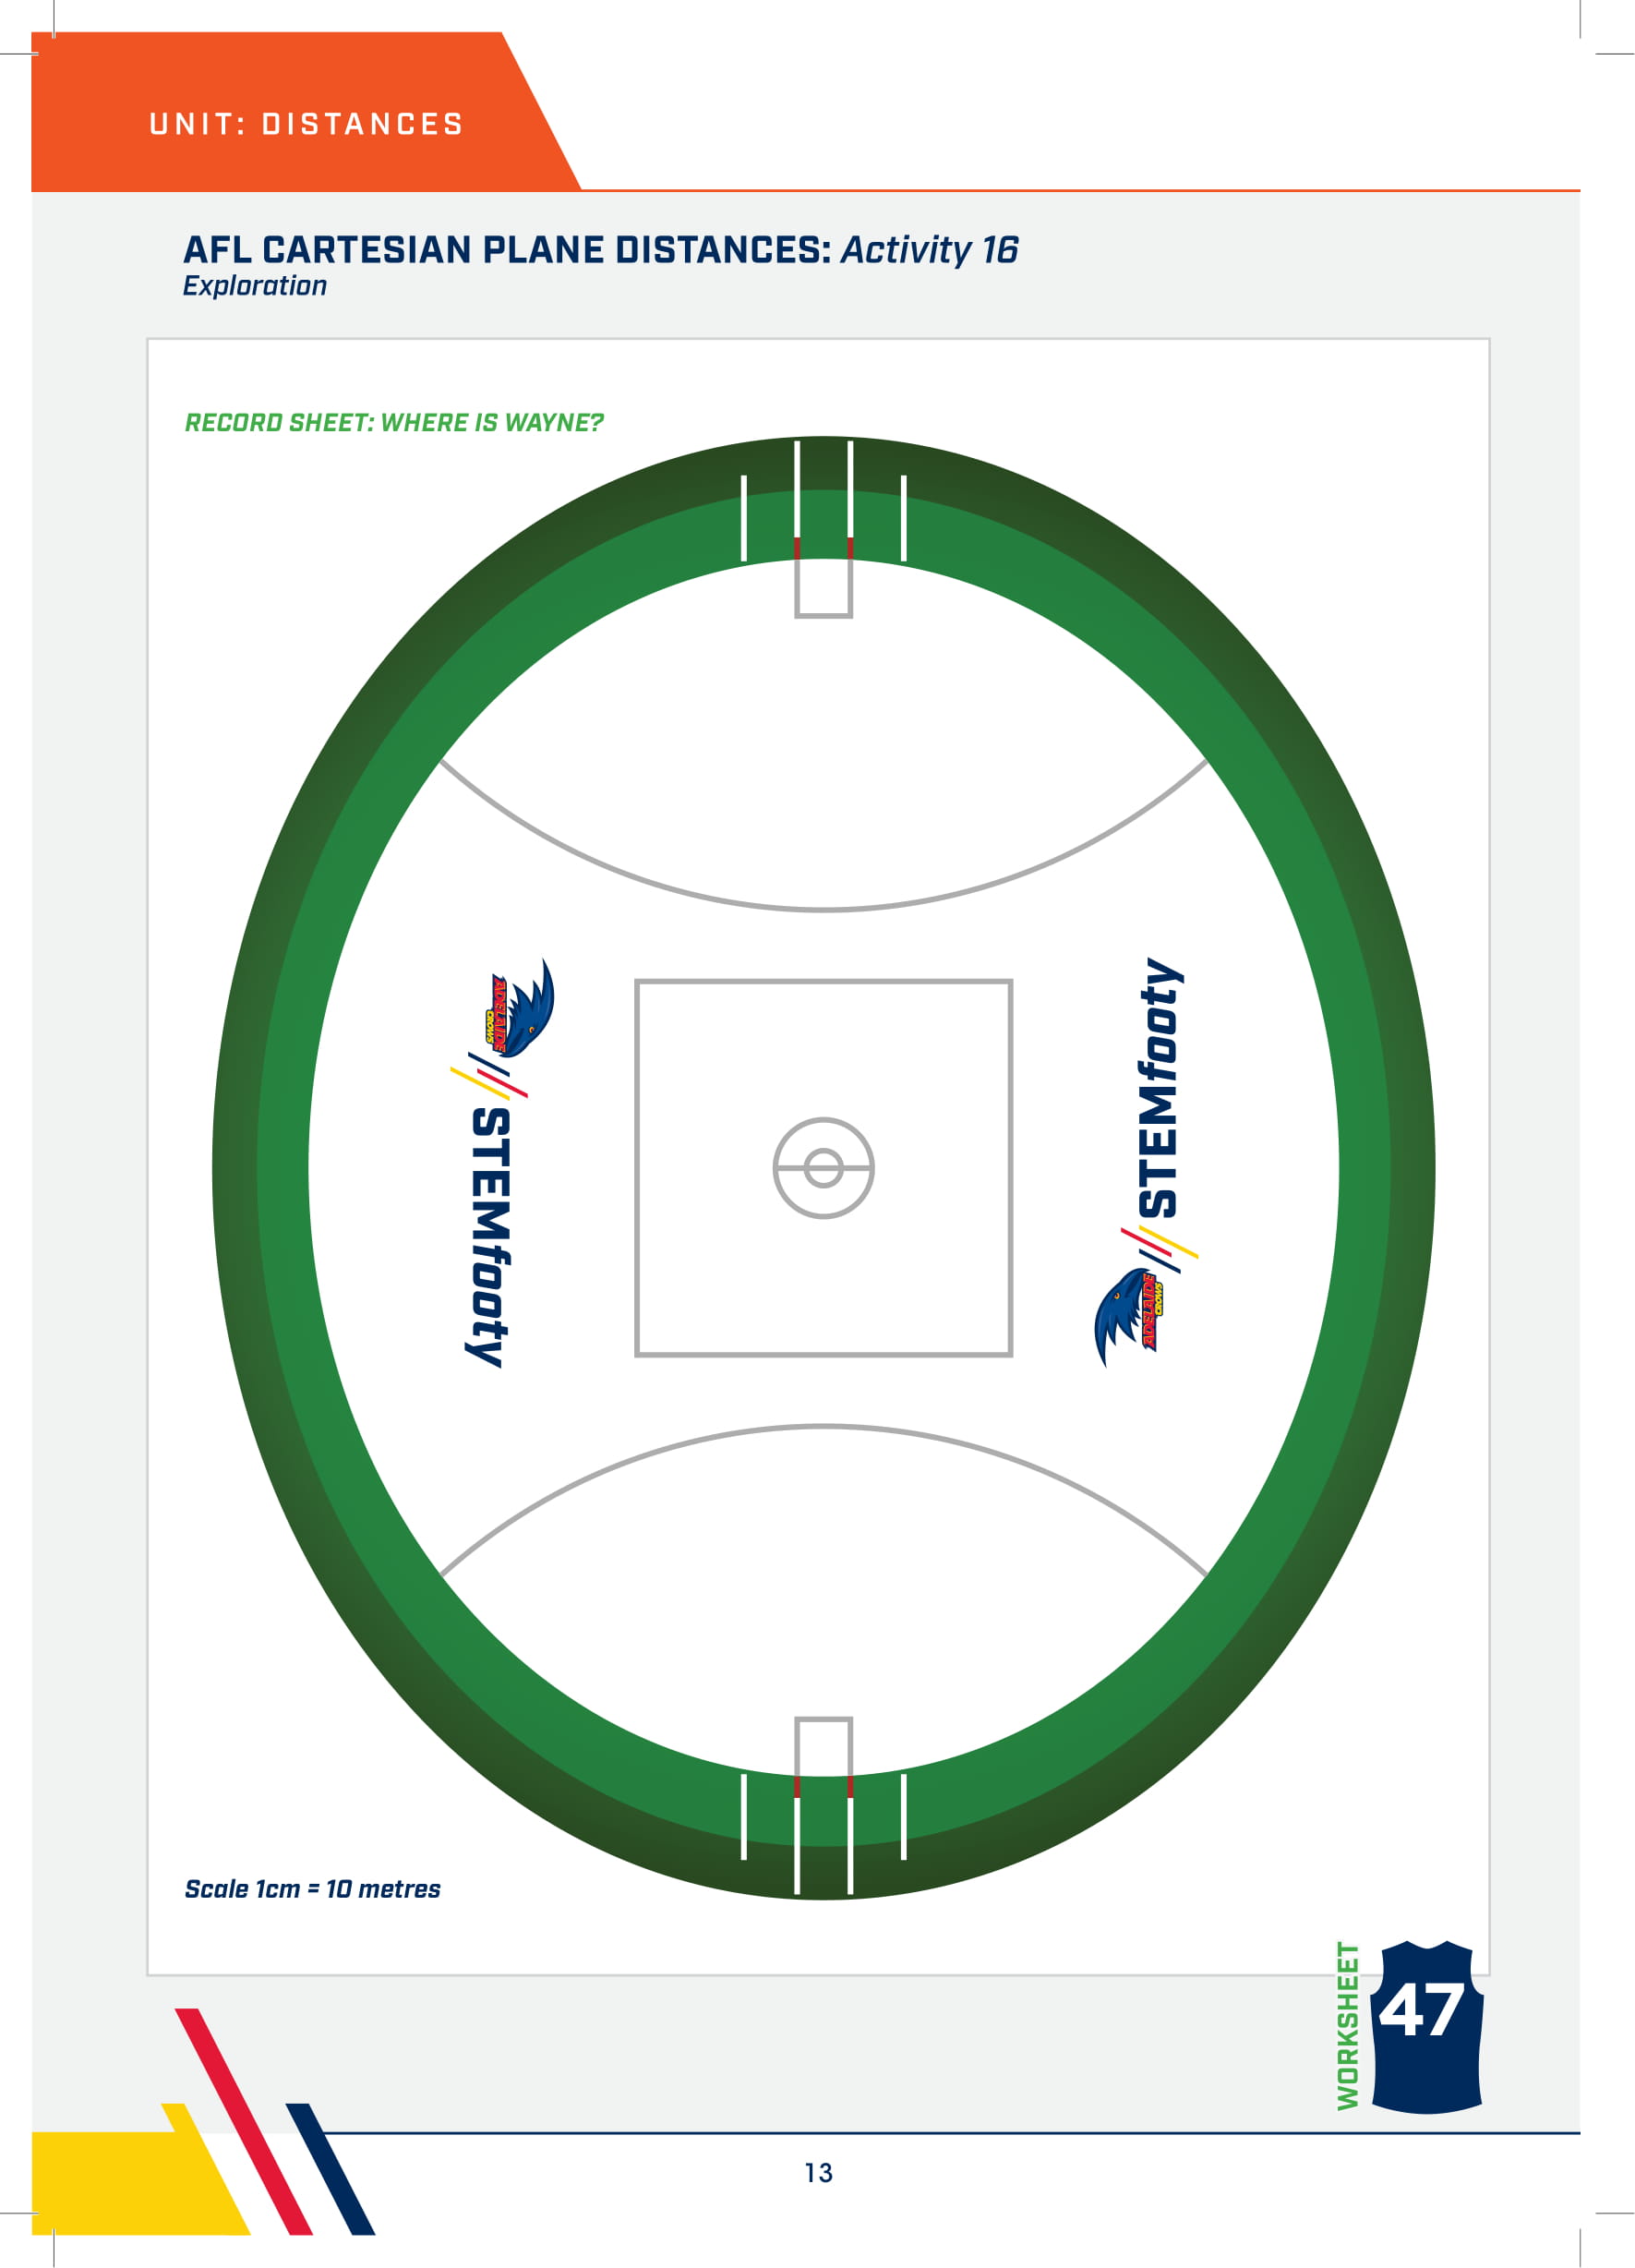 UNIT: DISTANCES
AFL CARTESIAN PLANE DISTANCES: Activity 16
Exploration
RECORD SHEET: WHERE IS WAYNE?
ADELAIDE
CROWS
STEMfooty
STEMfooty
ADELAIDE
CROWS
Scale 1cm = 10 metres
WORKSHEET
47
13